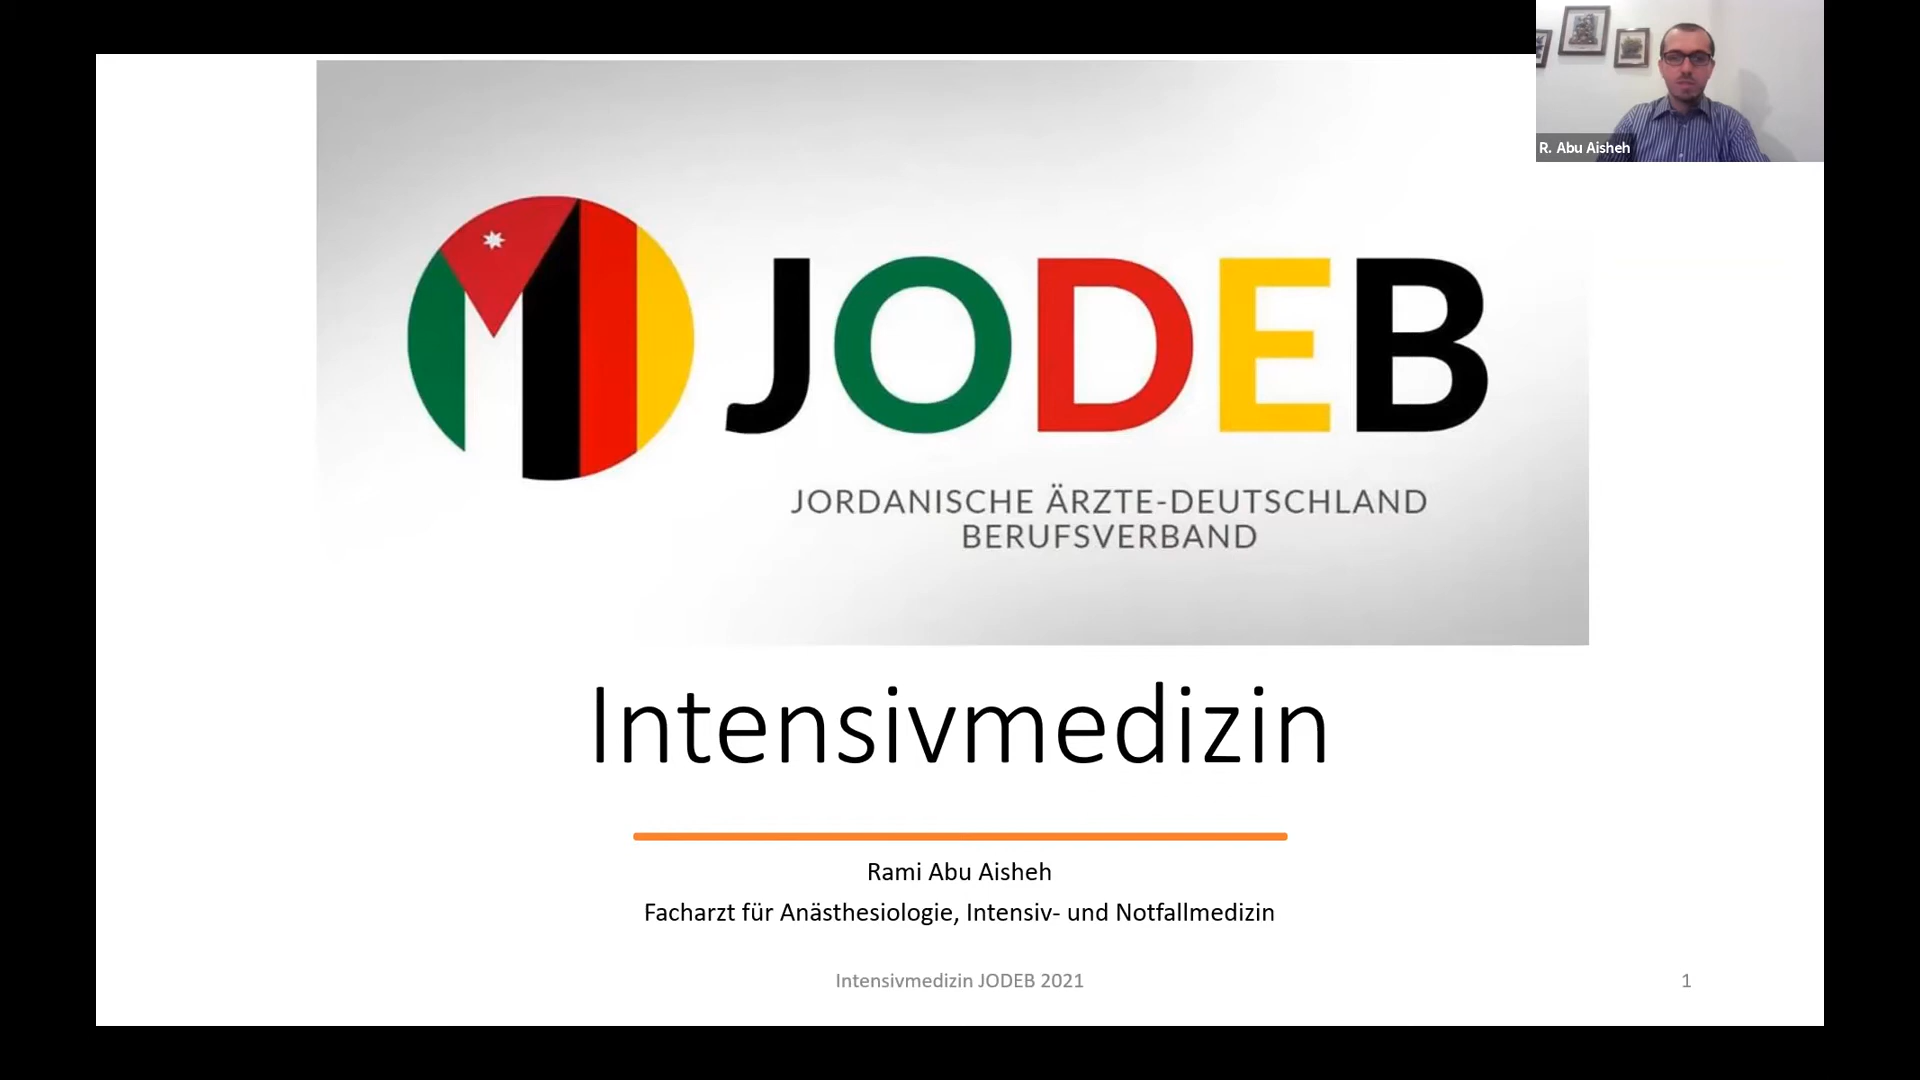 R. Abu Aisheh
JODEB
JORDANISCHE ÄRZTE-DEUTSCHLAND
BERUFSVERBAND
Intensivmedizin
Rami Abu Aisheh
Facharzt für Anästhesiologie, Intensiv- und Notfallmedizin
Intensivmedizin JODEB 2021
1